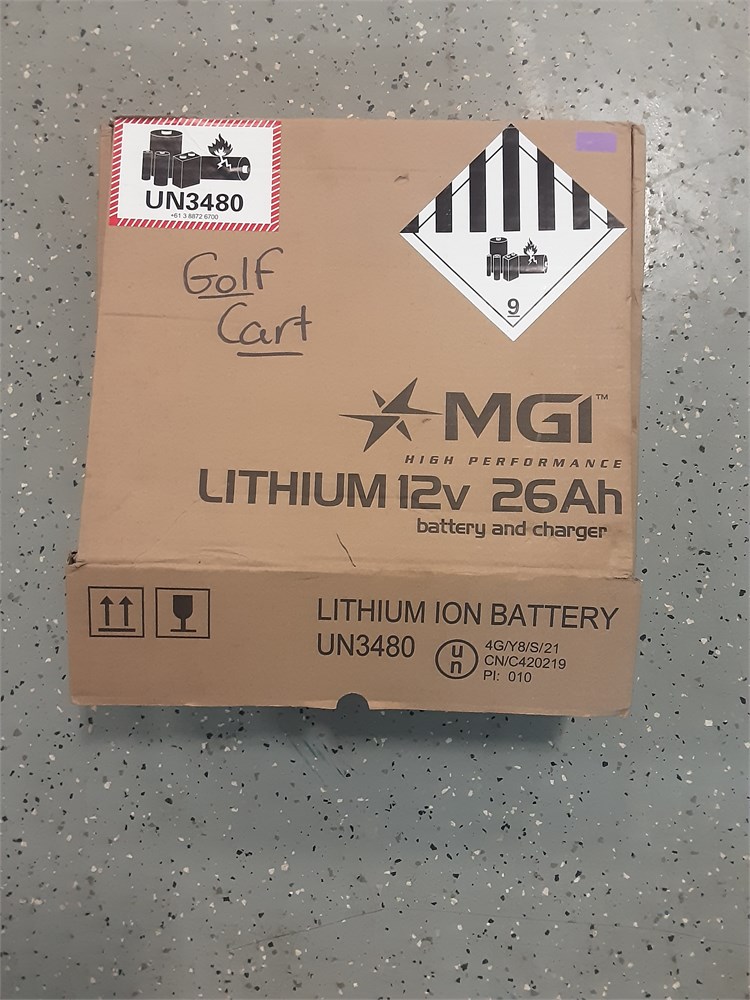 UN3480
+61 3 8872 6700
9
Golf
Cart
MGI™
HIGH PERFORMANCE
LITHIUM 12v 26Ah
battery and charger
LITHIUM ION BATTERY
UN3480
un
4G/Y8/S/21
CN/C420219
PI: 010